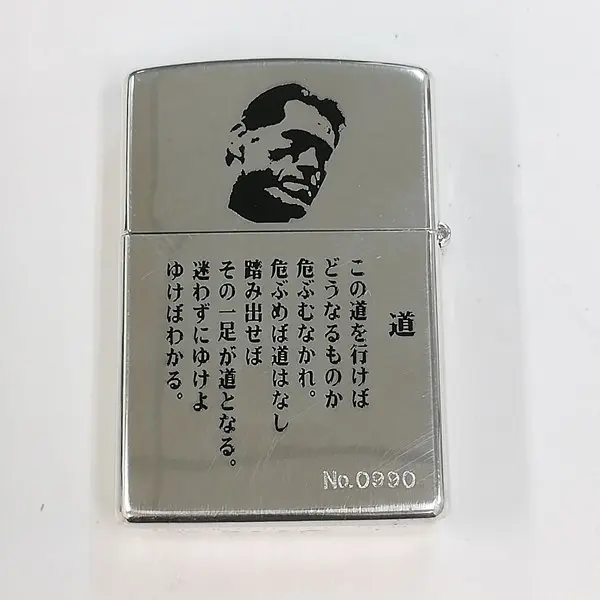 道
この道を行けば
どうなるものか
危ぶむなかれ。
危ぶめば道はなし
踏み出せば
その一足が道となる。
迷わずにゆけよ
ゆけばわかる。
No.0990